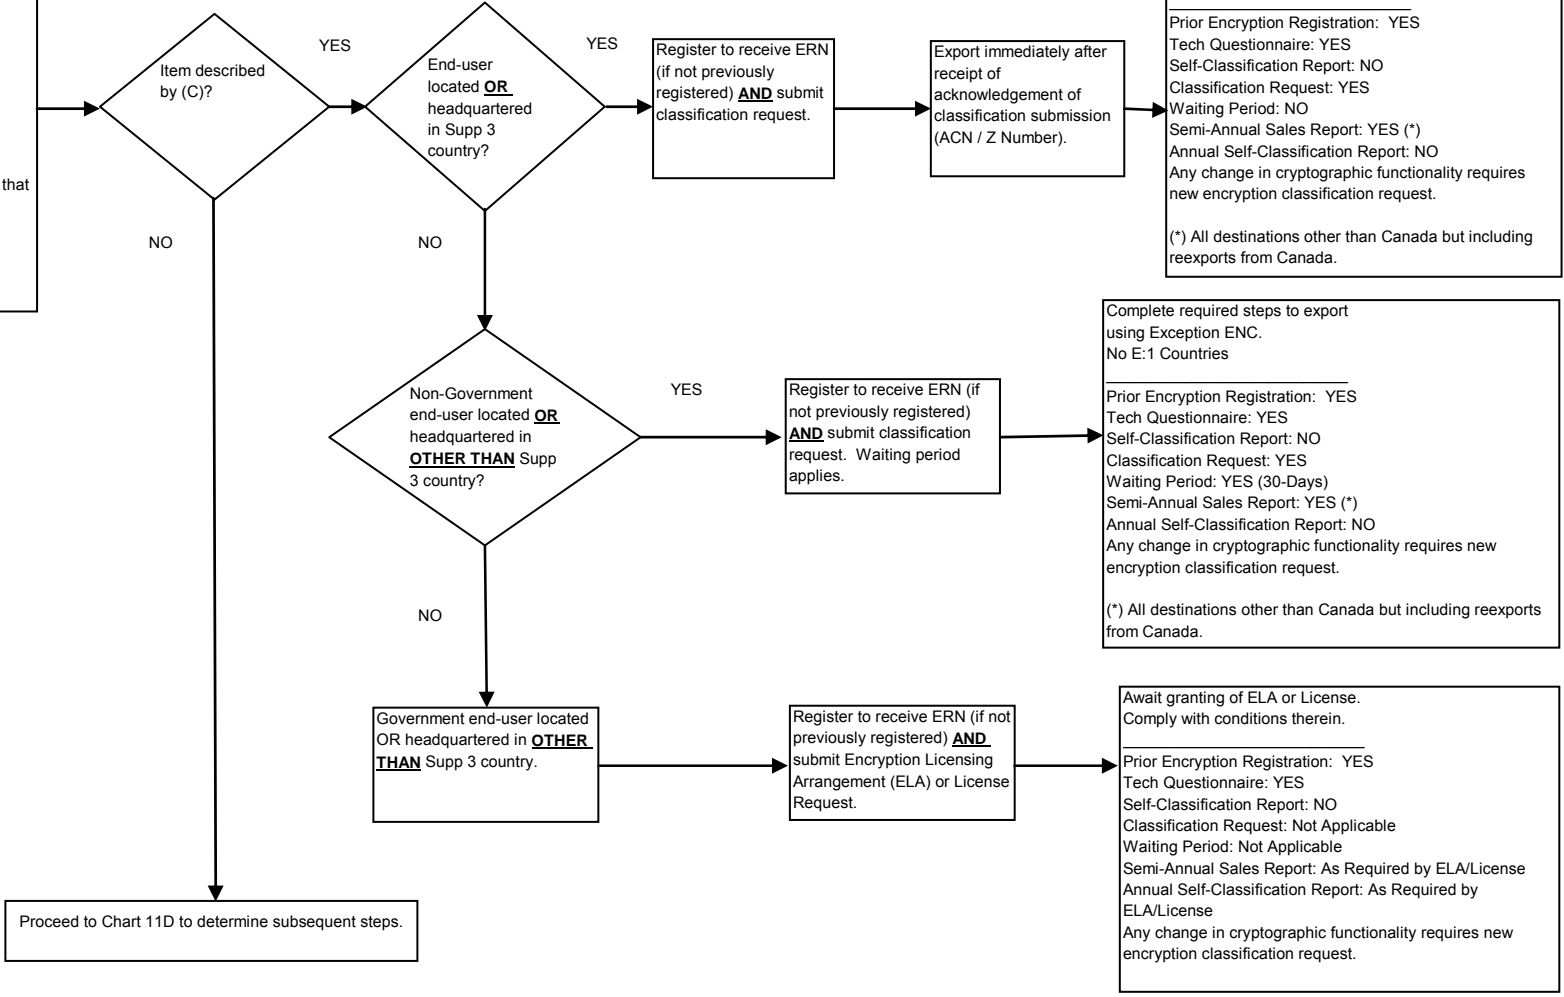 that
Item described
by (C)?
YES
NO
End-user
located OR
headquartered
in Supp 3
country?
YES
NO
Register to receive ERN
(if not previously
registered) AND submit
classification request.
Export immediately after
receipt of
acknowledgement of
classification submission
(ACN / Z Number).
Prior Encryption Registration: YES
Tech Questionnaire: YES
Self-Classification Report: NO
Classification Request: YES
Waiting Period: NO
Semi-Annual Sales Report: YES (*)
Annual Self-Classification Report: NO
Any change in cryptographic functionality requires
new encryption classification request.
(*) All destinations other than Canada but including
reexports from Canada.
Non-Government
end-user located OR
headquartered in
OTHER THAN Supp
3 country?
YES
NO
Register to receive ERN (if
not previously registered)
AND submit classification
request. Waiting period
applies.
Complete required steps to export
using Exception ENC.
No E:1 Countries
Prior Encryption Registration: YES
Tech Questionnaire: YES
Self-Classification Report: NO
Classification Request: YES
Waiting Period: YES (30-Days)
Semi-Annual Sales Report: YES (*)
Annual Self-Classification Report: NO
Any change in cryptographic functionality requires new
encryption classification request.
(*) All destinations other than Canada but including reexports
from Canada.
Government end-user located
OR headquartered in OTHER
THAN Supp 3 country.
Register to receive ERN (if not
previously registered) AND
submit Encryption Licensing
Arrangement (ELA) or License
Request.
Await granting of ELA or License.
Comply with conditions therein.
Prior Encryption Registration: YES
Tech Questionnaire: YES
Self-Classification Report: NO
Classification Request: Not Applicable
Waiting Period: Not Applicable
Semi-Annual Sales Report: As Required by ELA/License
Annual Self-Classification Report: As Required by
ELA/License
Any change in cryptographic functionality requires new
encryption classification request.
Proceed to Chart 11D to determine subsequent steps.